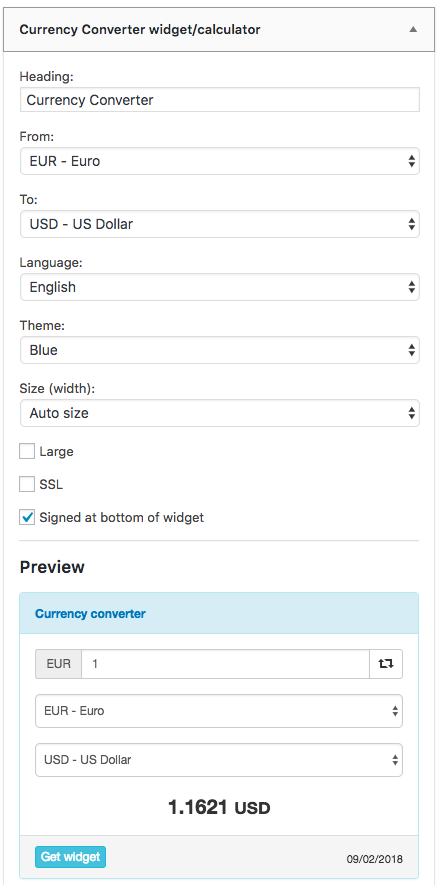 Currency Converter widget/calculator
Heading:
Currency Converter
From:
EUR - Euro
To:
USD - US Dollar
Language:
English
Theme:
Blue
Size (width):
Auto size
Large
SSL
Signed at bottom of widget
Preview
Currency converter
EUR 1
EUR - Euro
USD - US Dollar
1.1621 USD
Get widget 09/02/2018